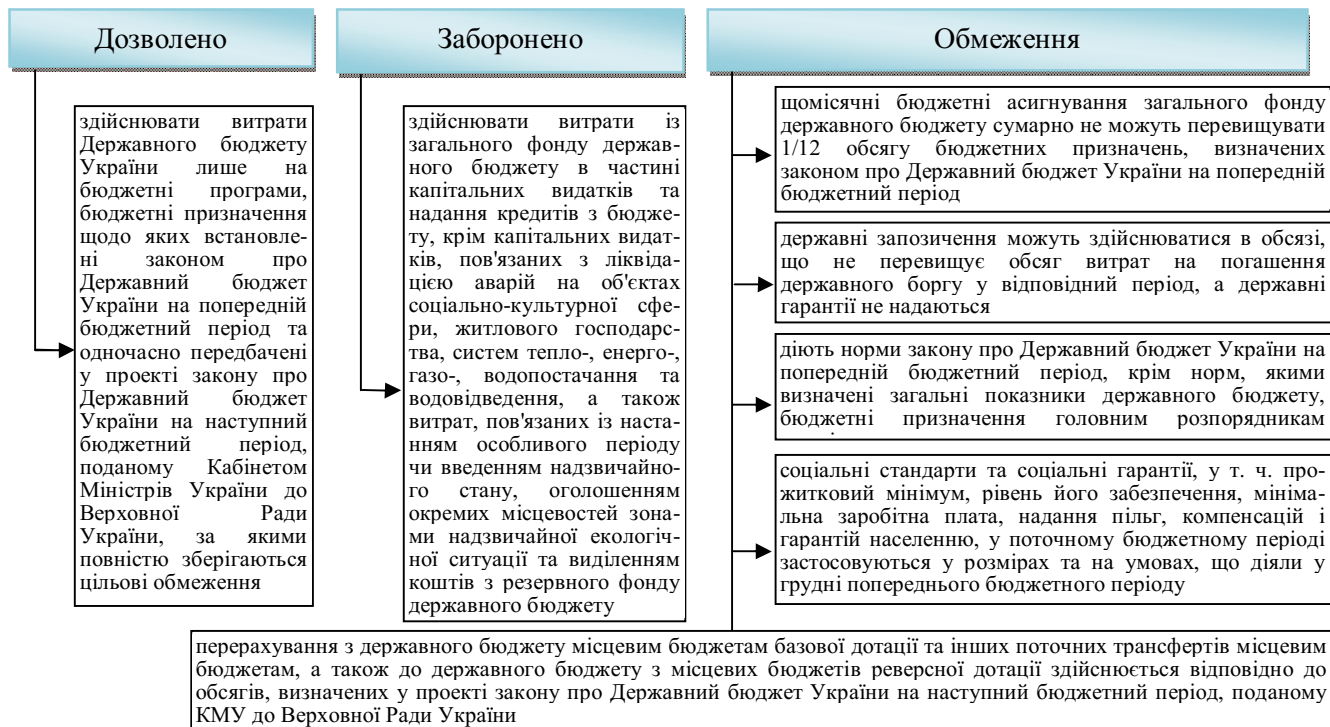 Дозволено
здійснювати витрати
Державного бюджету
України лише на
бюджетні програми,
бюджетні призначення
щодо яких встановле-
ні законом про
Державний бюджет
України на попередній
бюджетний період та
одночасно передбачені
у проекті закону про
Державний бюджет
України на наступний
бюджетний період,
поданому Кабінетом
Міністрів України до
Верховної Ради
України, за якими
повністю зберігаються
цільові обмеження
Заборонено
здійснювати витрати із
загального фонду держав-
ного бюджету в частині
капітальних видатків та
надання кредитів з бюдже-
ту, крім капітальних видат-
ків, пов'язаних з ліквіда-
цією аварій на об'єктах
соціально-культурної сфе-
ри, житлового господарс-
тва, систем тепло-, енерго-,
газо-, водопостачання та
водовідведення, а також
витрат, пов'язаних із наста-
нням особливого періоду
чи введенням надзвичайно-
го стану, оголошенням
окремих місцевостей зона-
ми надзвичайної екологіч-
ної ситуації та виділенням
коштів з резервного фонду
державного бюджету
Обмеження
щомісячні бюджетні асигнування загального фонду
державного бюджету сумарно не можуть перевищувати
1/12 обсягу бюджетних призначень, визначених
законом про Державний бюджет України на попередній
бюджетний період
державні запозичення можуть здійснюватися в обсязі,
що не перевищує обсяг витрат на погашення
державного боргу у відповідний період, а державні
гарантії не надаються
діють норми закону про Державний бюджет України на
попередній бюджетний період, крім норм, якими
визначені загальні показники державного бюджету,
бюджетні призначення головним розпорядникам
соціальні стандарти та соціальні гарантії, у т. ч. про-
житковий мінімум, рівень його забезпечення, мініма-
льна заробітна плата, надання пільг, компенсацій і
гарантій населенню, у поточному бюджетному періоді
застосовуються у розмірах та на умовах, що діяли у
грудні попереднього бюджетного періоду
перерахування з державного бюджету місцевим бюджетам базової дотації та інших поточних трансфертів місцевим
бюджетам, а також до державного бюджету з місцевих бюджетів реверсної дотації здійснюється відповідно до
обсягів, визначених у проекті закону про Державний бюджет України на наступний бюджетний період, поданому
КМУ до Верховної Ради України